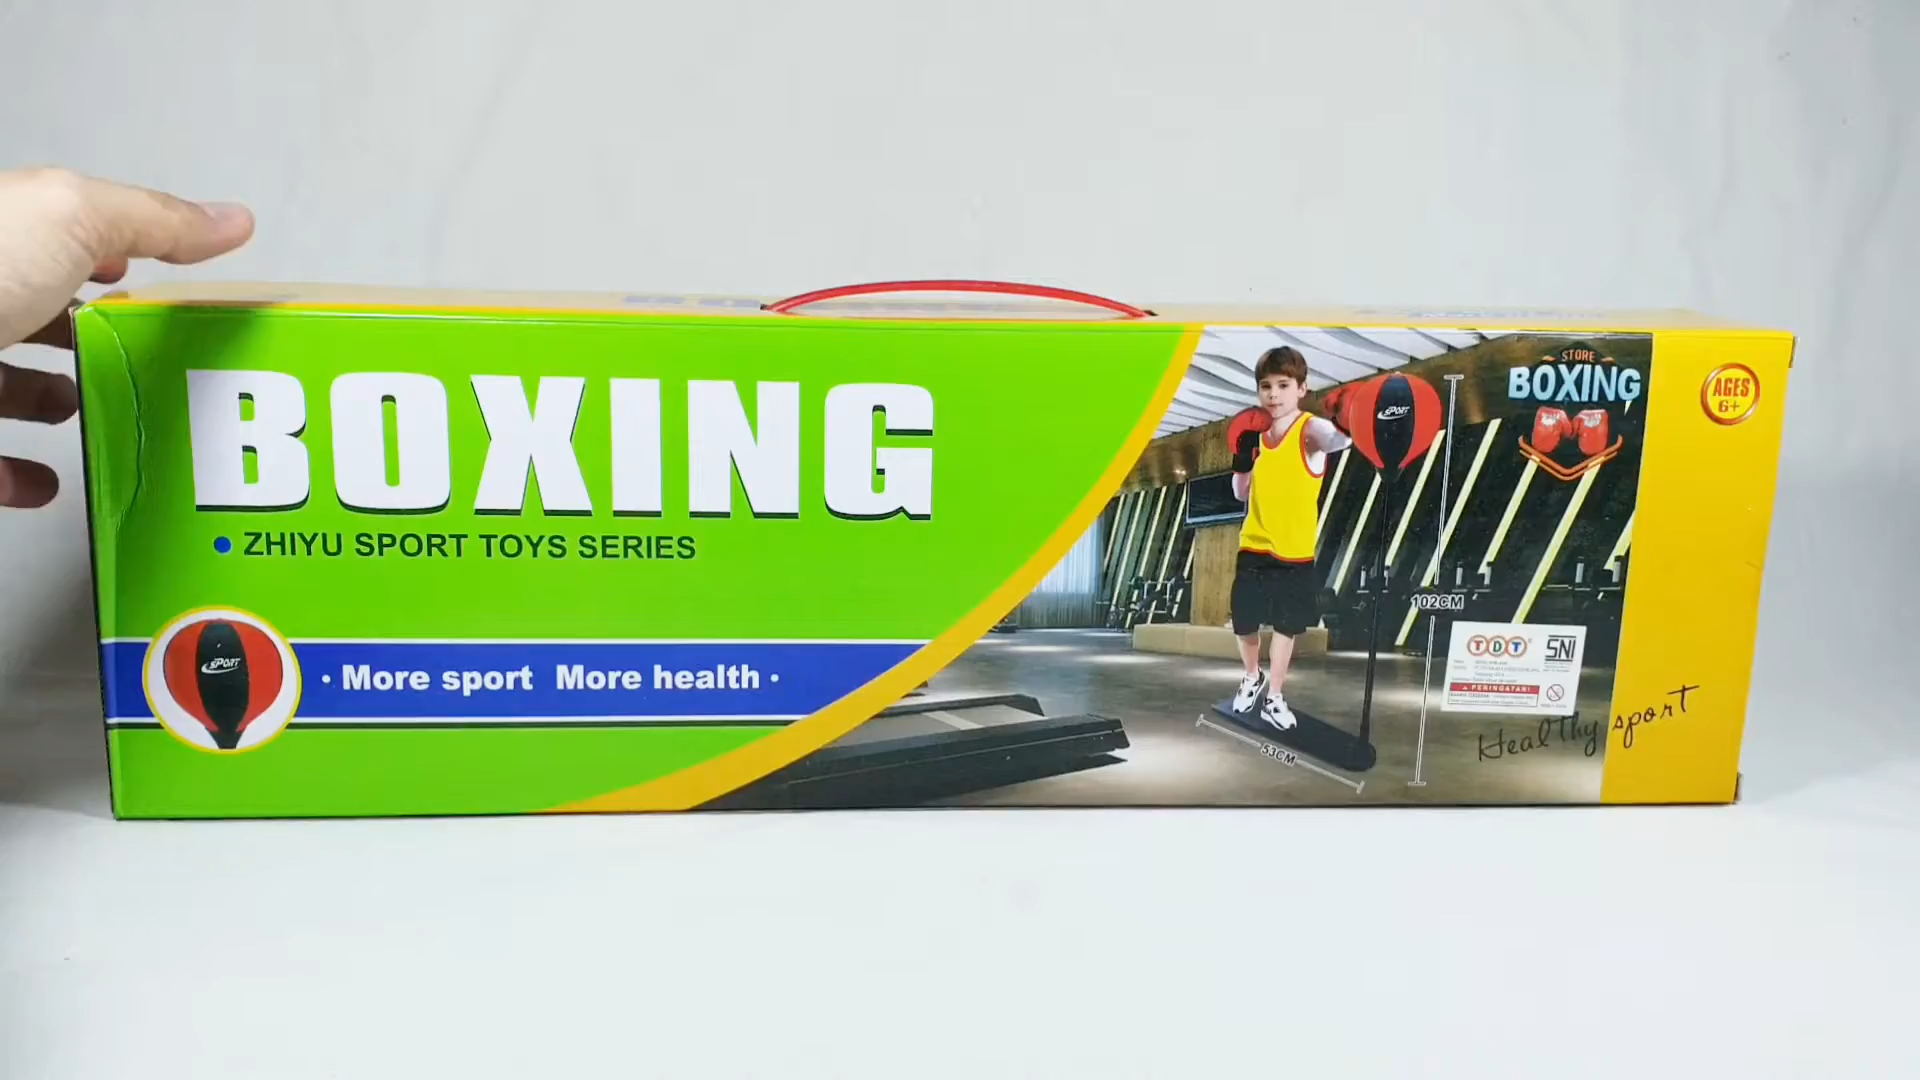 BOXING
ZHIYU SPORT TOYS SERIES
SPORT
• More sport More health •
SPORT
102CM
53CM
STORE
BOXING
AGES
6+
TDT
SNI
PERINGATAN!
Healthy sport